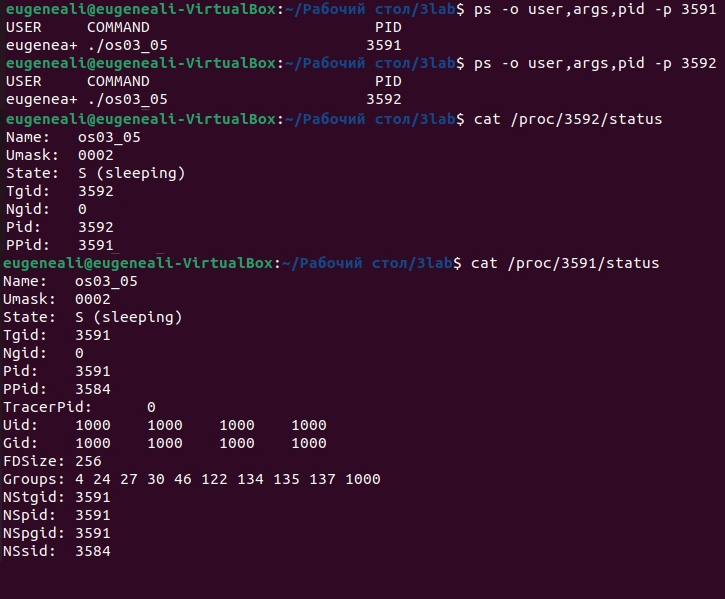 eugeneali@eugeneali-VirtualBox:~/Рабочий стол/3lab$ ps -o user,args,pid -p 3591
USER     COMMAND                         PID
eugenea+ ./os03_05                      3591
eugeneali@eugeneali-VirtualBox:~/Рабочий стол/3lab$ ps -o user,args,pid -p 3592
USER     COMMAND                         PID
eugenea+ ./os03_05                      3592
eugeneali@eugeneali-VirtualBox:~/Рабочий стол/3lab$ cat /proc/3592/status
Name:   os03_05
Umask:  0002
State:  S (sleeping)
Tgid:   3592
Ngid:   0
Pid:    3592
PPid:   3591
eugeneali@eugeneali-VirtualBox:~/Рабочий стол/3lab$ cat /proc/3591/status
Name:   os03_05
Umask:  0002
State:  S (sleeping)
Tgid:   3591
Ngid:   0
Pid:    3591
PPid:   3584
TracerPid:      0
Uid:    1000    1000    1000    1000
Gid:    1000    1000    1000    1000
FDSize: 256
Groups: 4 24 27 30 46 122 134 135 137 1000
NStgid: 3591
NSpid:  3591
NSpgid: 3591
NSsid:  3584